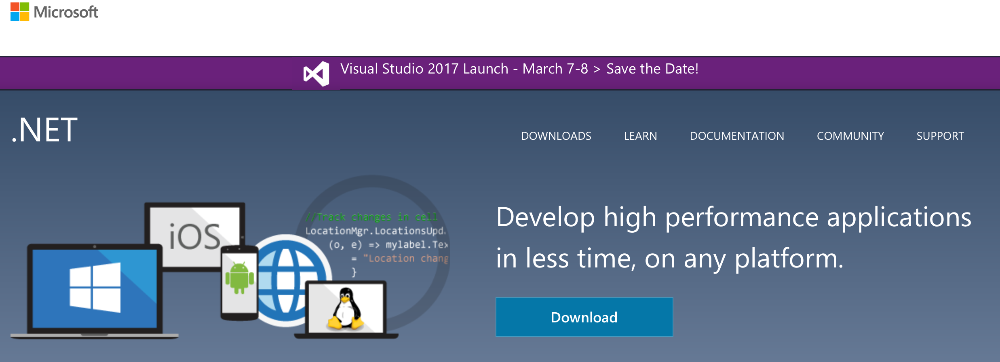 Microsoft
Visual Studio 2017 Launch - March 7-8 > Save the Date!
.NET
DOWNLOADS LEARN DOCUMENTATION COMMUNITY SUPPORT
iOS
//Track changes in cell
LocationMgr.LocationsUpd.
(o, e) => mylabel.Tex
= "Location chang
}
Develop high performance applications
in less time, on any platform.
Download